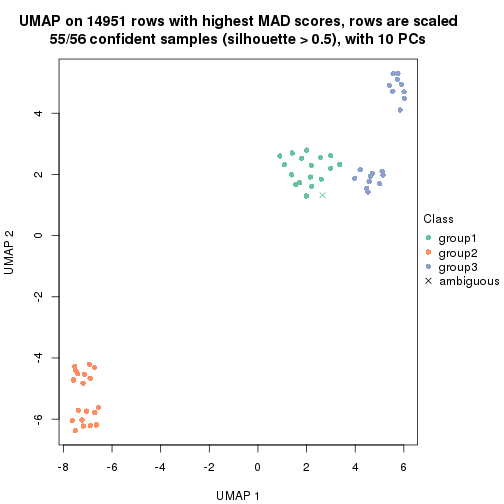 UMAP on 14951 rows with highest MAD scores, rows are scaled
55/56 confident samples (silhouette > 0.5), with 10 PCs
4
2
0
-2
-4
-6
UMAP 2
-8
-6
-4
-2
0
2
4
6
UMAP 1
Class
group1
group2
group3
ambiguous